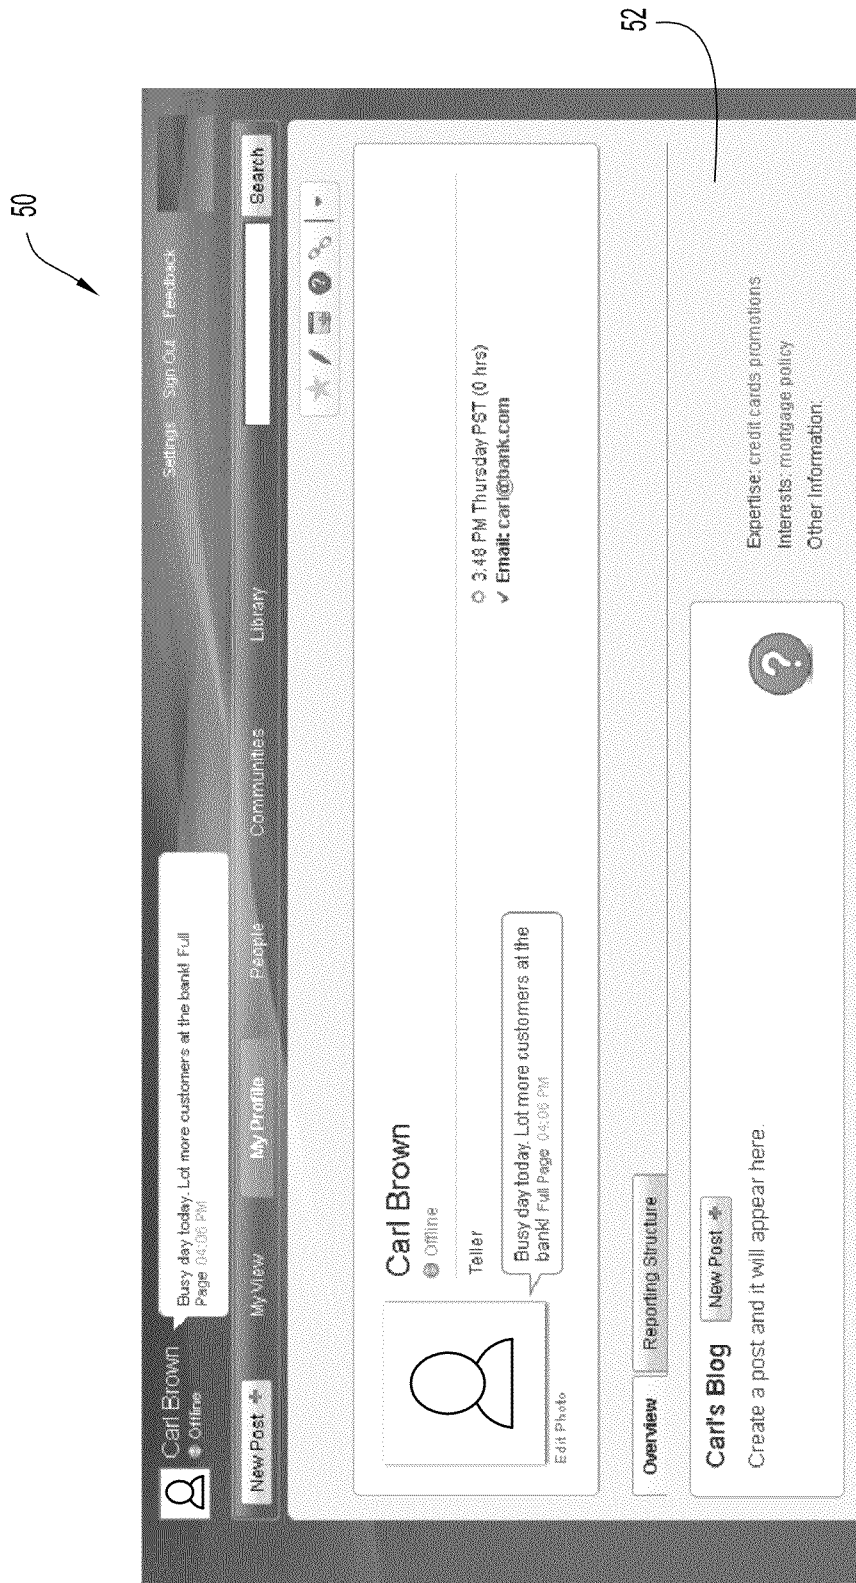 50
Settings Sign Out Feedback
Carl Brown
Offline
Busy day today. Lot more customers at the bank! Full
Page 04:06 PM
New Post +
My View
My Profile
People
Communities
Library
Search
Carl Brown
Offline
Teller
Busy day today. Lot more customers at the
bank! Full Page 04:06 PM
Edit Photo
3:48 PM Thursday PST (0 hrs)
✓ Email: carl@bank.com
Overview
Reporting Structure
52
Carl's Blog
New Post +
Create a post and it will appear here.
?
Expertise: credit cards promotions
Interests: mortgage policy
Other Information: